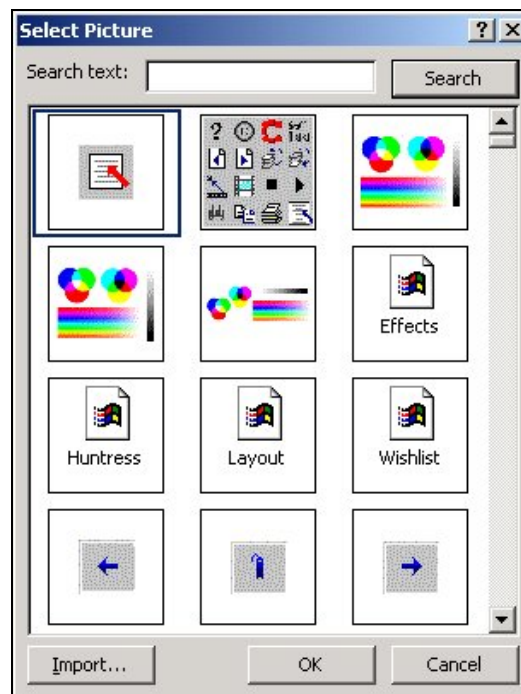 Select Picture
Search text:
Search
Effects
Huntress
Layout
Wishlist
Import...
OK
Cancel